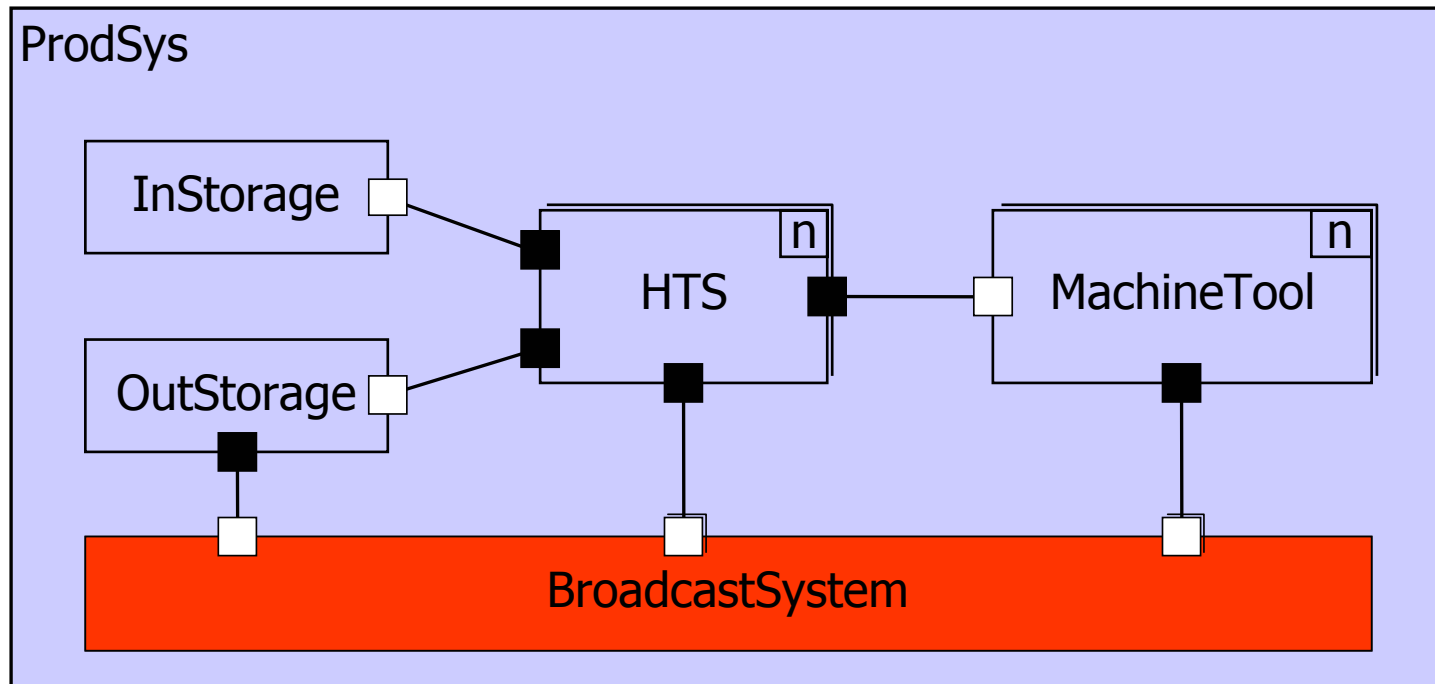 ProdSys
InStorage
n
HTS
n
MachineTool
OutStorage
BroadcastSystem